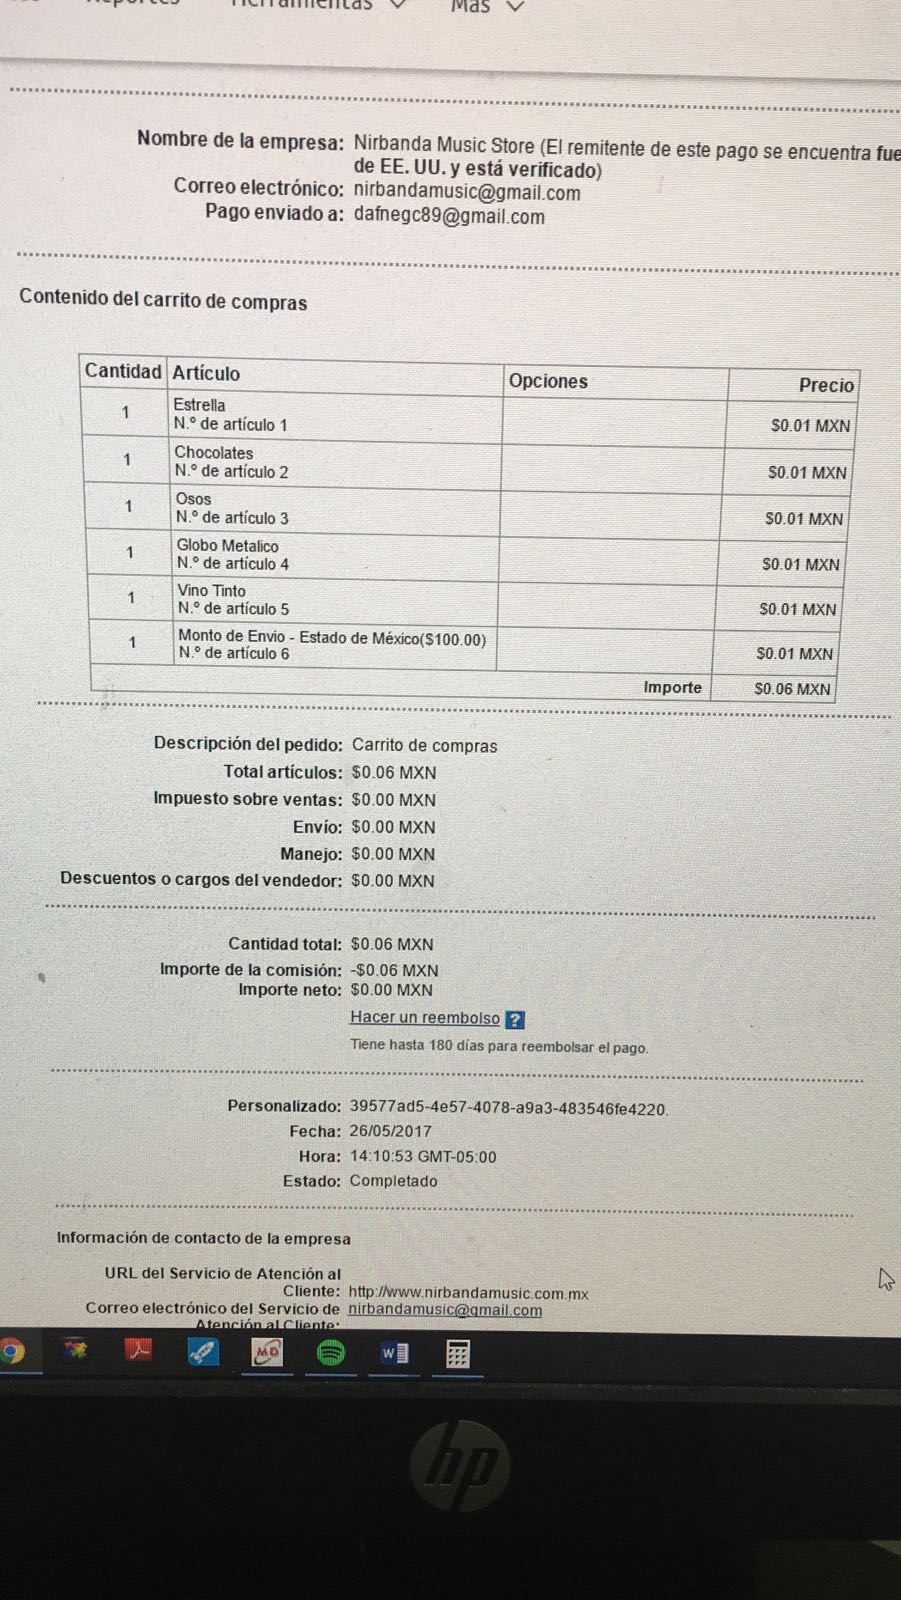 Reportes Herramientas Más
Nombre de la empresa: Nirbanda Music Store (El remitente de este pago se encuentra fue
de EE. UU. y está verificado)
Correo electrónico: nirbandamusic@gmail.com
Pago enviado a: dafnegc89@gmail.com
Contenido del carrito de compras
Cantidad Artículo Opciones Precio
1 Estrella
N.º de artículo 1 $0.01 MXN
1 Chocolates
N.º de artículo 2 $0.01 MXN
1 Osos
N.º de artículo 3 $0.01 MXN
1 Globo Metalico
N.º de artículo 4 $0.01 MXN
1 Vino Tinto
N.º de artículo 5 $0.01 MXN
1 Monto de Envio - Estado de México($100.00)
N.º de artículo 6 $0.01 MXN
Importe $0.06 MXN
Descripción del pedido: Carrito de compras
Total artículos: $0.06 MXN
Impuesto sobre ventas: $0.00 MXN
Envío: $0.00 MXN
Manejo: $0.00 MXN
Descuentos o cargos del vendedor: $0.00 MXN
Cantidad total: $0.06 MXN
Importe de la comisión: -$0.06 MXN
Importe neto: $0.00 MXN
Hacer un reembolso ?
Tiene hasta 180 días para reembolsar el pago.
Personalizado: 39577ad5-4e57-4078-a9a3-483546fe4220.
Fecha: 26/05/2017
Hora: 14:10:53 GMT-05:00
Estado: Completado
Información de contacto de la empresa
URL del Servicio de Atención al
Cliente: http://www.nirbandamusic.com.mx
Correo electrónico del Servicio de nirbandamusic@gmail.com
Atención al Cliente:
MD W
hp